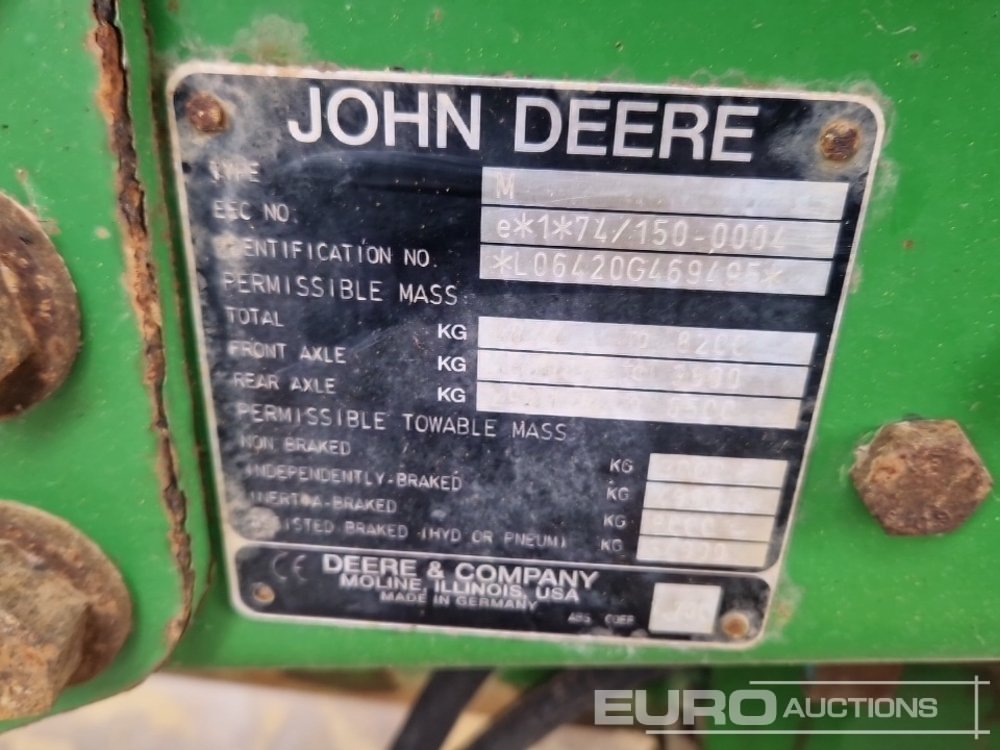 JOHN DEERE
TYPE M
EEC NO. e*1*74/150-0004
IDENTIFICATION NO. *L06420G469495*
PERMISSIBLE MASS
TOTAL KG
FRONT AXLE KG
REAR AXLE KG
PERMISSIBLE TOWABLE MASS
NON BRAKED KG
INDEPENDENTLY-BRAKED KG
INERTIA-BRAKED KG
BRAKED (HYD OR PNEUM) KG
CE DEERE & COMPANY
MOLINE, ILLINOIS, USA
MADE IN GERMANY
EURO AUCTIONS